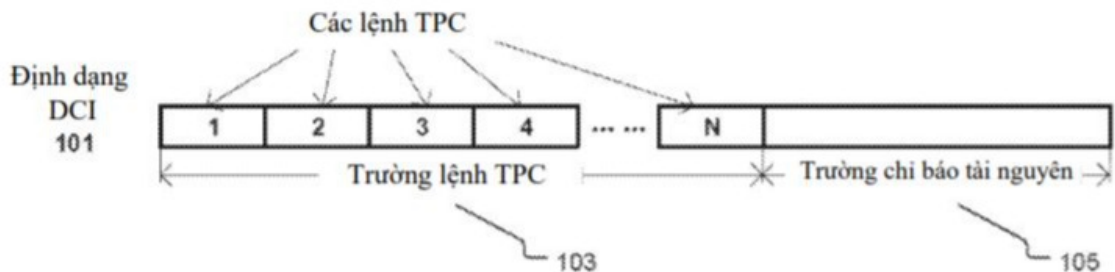 Các lệnh TPC
Định dạng
DCI
101
1 2 3 4 ... ... N
Trường lệnh TPC
Trường chỉ báo tài nguyên
103
105